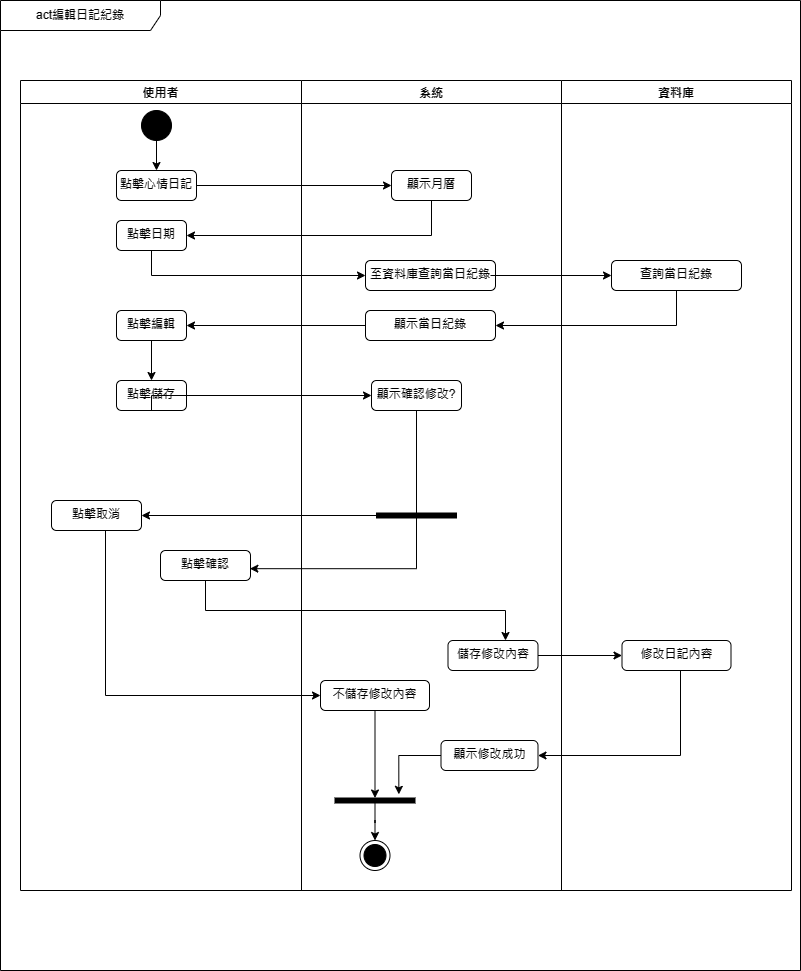 act編輯日記紀錄
使用者
系統
資料庫
點擊心情日記
顯示月曆
點擊日期
至資料庫查詢當日紀錄
查詢當日紀錄
點擊編輯
顯示當日紀錄
點擊儲存
顯示確認修改?
點擊取消
點擊確認
儲存修改內容
修改日記內容
不儲存修改內容
顯示修改成功